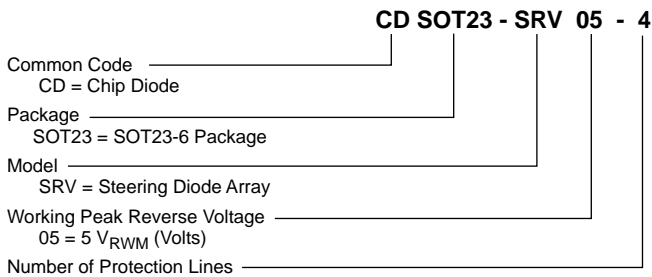 CD SOT23 - SRV 05 - 4
Common Code
CD = Chip Diode
Package
SOT23 = SOT23-6 Package
Model
SRV = Steering Diode Array
Working Peak Reverse Voltage
05 = 5 VRWM (Volts)
Number of Protection Lines